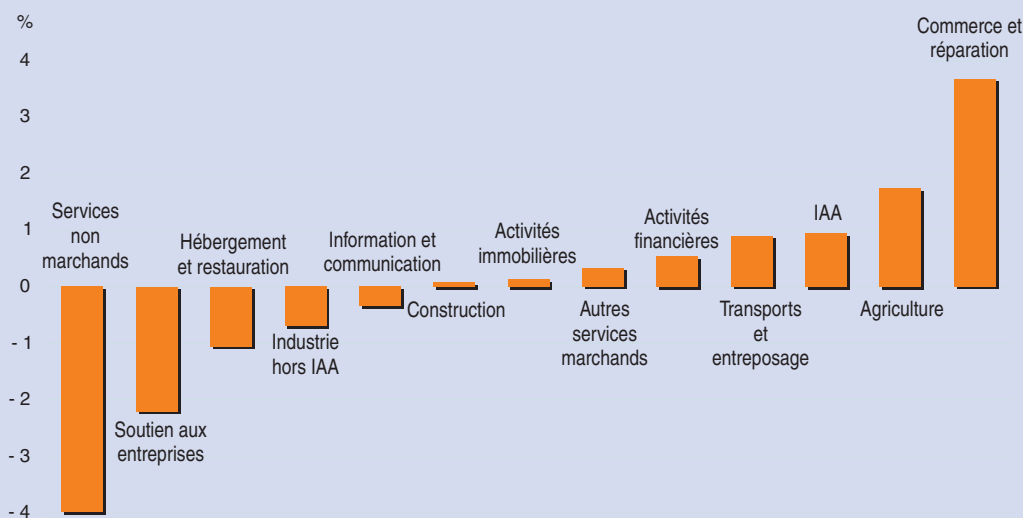 %
4
3
2
1
0
- 1
- 2
- 3
- 4
Services
non
marchands
Soutien aux
entreprises
Hébergement
et restauration
Industrie
hors IAA
Information et
communication
Construction
Activités
immobilières
Autres
services
marchands
Activités
financières
Transports
et
entreposage
IAA
Agriculture
Commerce et
réparation